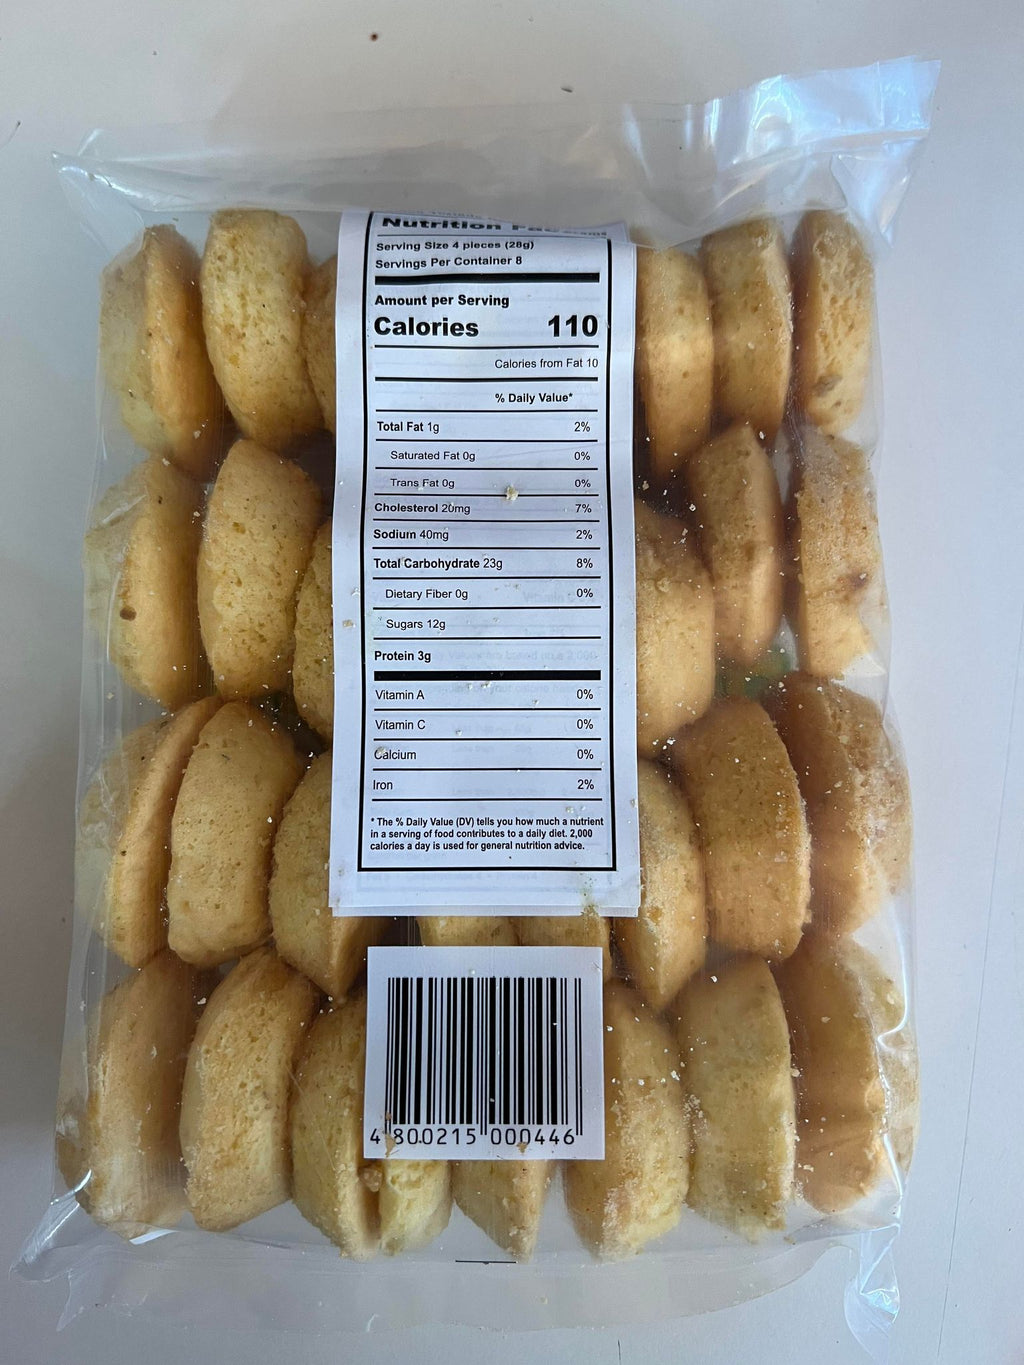 Nutrition
Serving Size 4 pieces (28g)
Servings Per Container 8
Amount per Serving
Calories 110
Calories from Fat 10
% Daily Value*
Total Fat 1g 2%
Saturated Fat 0g 0%
Trans Fat 0g 0%
Cholesterol 20mg 7%
Sodium 40mg 2%
Total Carbohydrate 23g 8%
Dietary Fiber 0g 0%
Sugars 12g
Protein 3g
Vitamin A 0%
Vitamin C 0%
Calcium 0%
Iron 2%
* The % Daily Value (DV) tells you how much a nutrient
in a serving of food contributes to a daily diet. 2,000
calories a day is used for general nutrition advice.
4 800215 000446